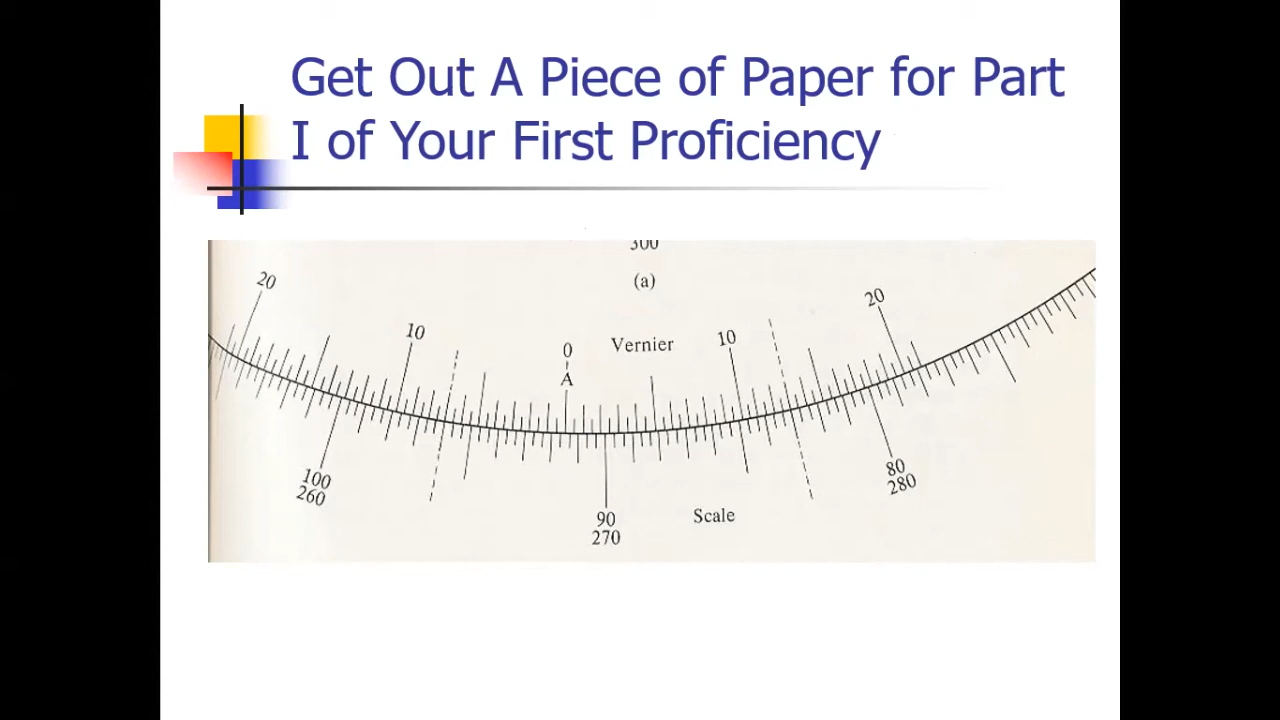 Get Out A Piece of Paper for Part
I of Your First Proficiency
300
(a)
20
10
0
A
Vernier
10
20
100
260
90
270
Scale
80
280